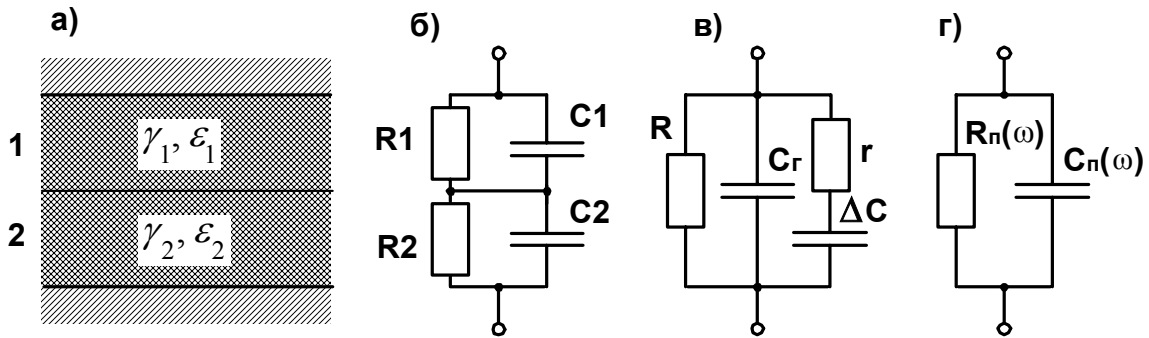 а) б) в) г)
1 γ₁, ε₁
2 γ₂, ε₂
R1 C1
R2 C2
R Cг r ΔC
Rп(ω) Cп(ω)